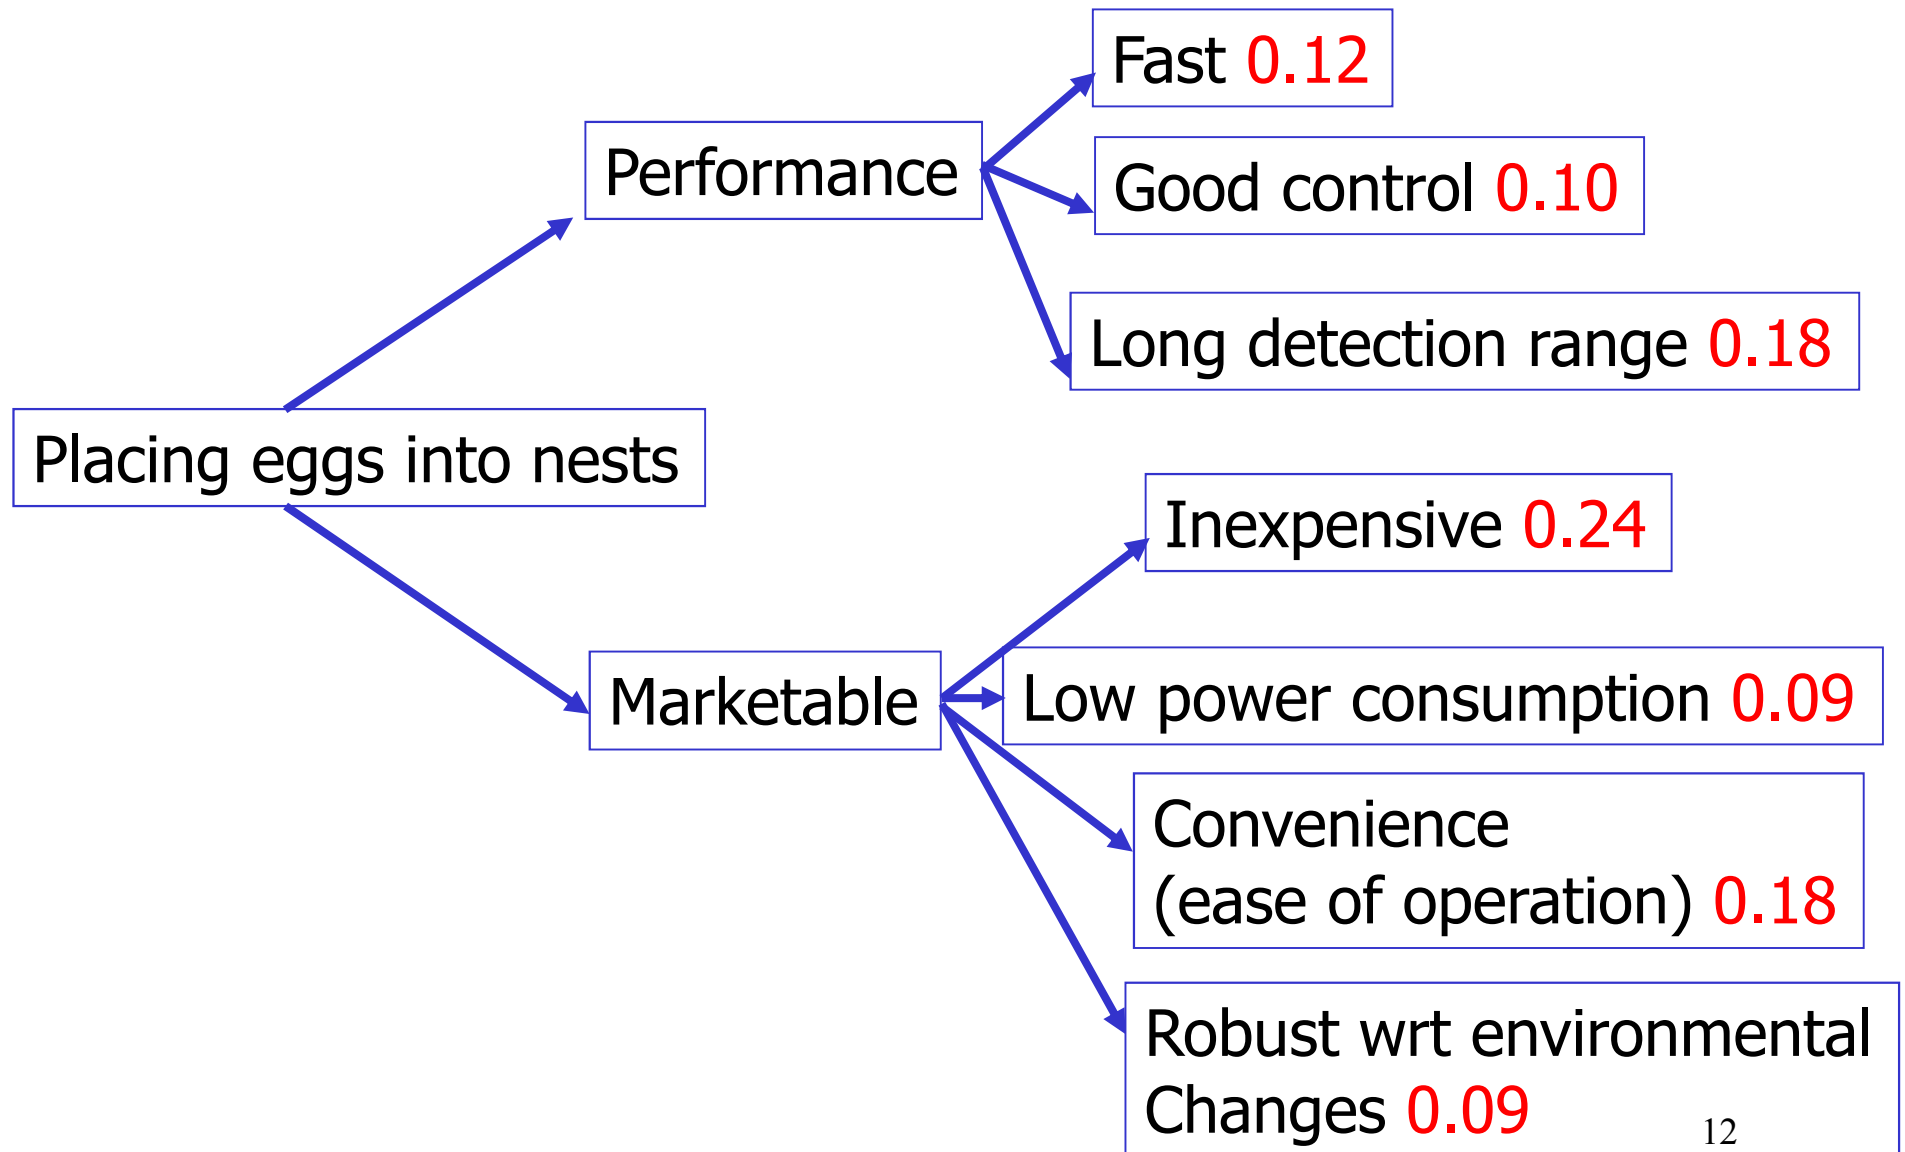 Fast 0.12
Performance
Good control 0.10
Long detection range 0.18
Placing eggs into nests
Inexpensive 0.24
Marketable
Low power consumption 0.09
Convenience
(ease of operation) 0.18
Robust wrt environmental
Changes 0.09
12